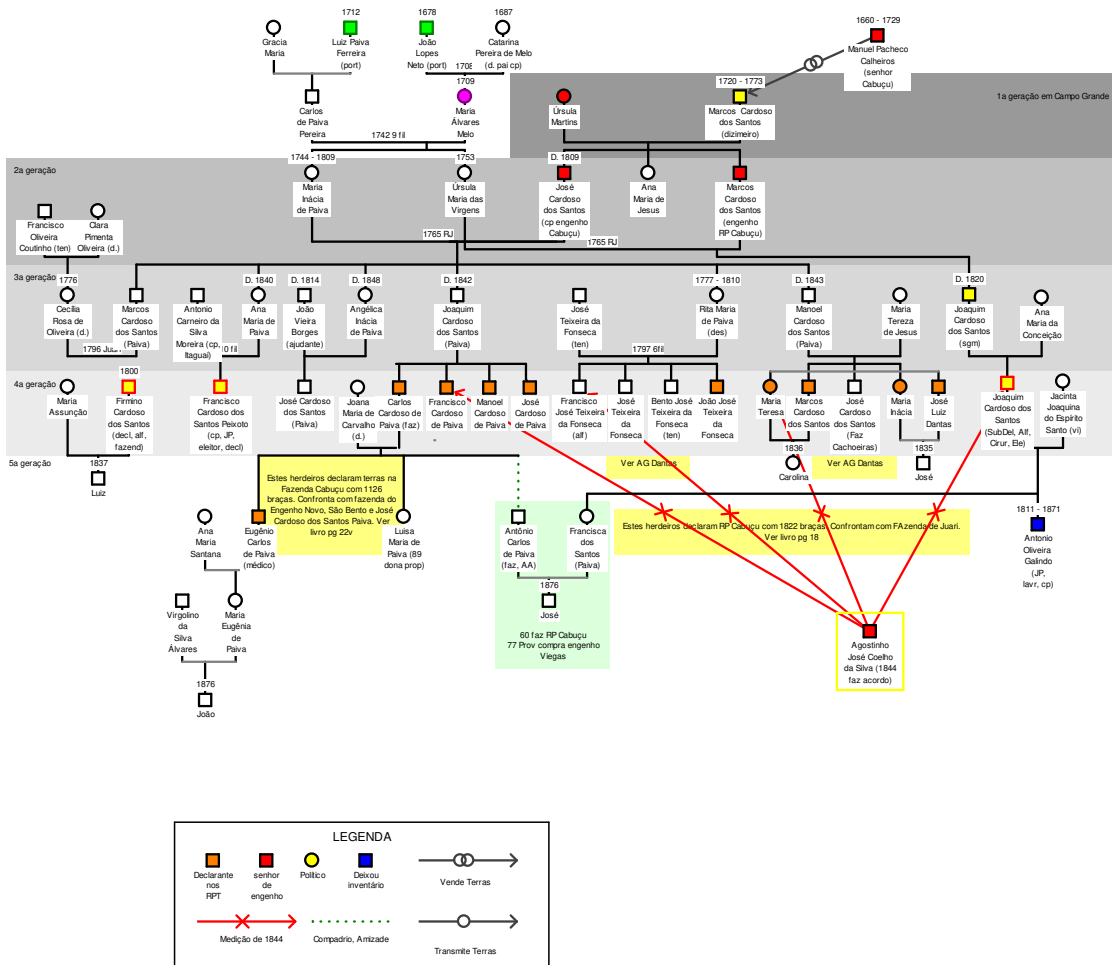 1712
1678
1687
1660 - 1729
Gracia
Maria
Luiz Paiva
Ferreira
(port)
João
Lopes
Neto (port)
Catarina
Pereira de Melo
(d. pai cp)
Manuel Pacheco
Calheiros
(senhor
Cabuçu)
1708
1709
1720 - 1773
1a geração em Campo Grande
Carlos
de Paiva
Pereira
Maria
Álvares
Melo
Úrsula
Martins
Marcos Cardoso
dos Santos
(dizimeiro)
1742 9 fil
2a geração
1744 - 1809
1753
D. 1809
Maria
Inácia
de Paiva
Úrsula
Maria das
Virgens
José
Cardoso
dos Santos
(cp engenho
Cabuçu)
Ana
Maria de
Jesus
Marcos
Cardoso
dos Santos
(engenho
RP Cabuçu)
Francisco
Oliveira
Coutinho (ten)
Clara
Pimenta
Oliveira (d.)
1765 RJ
1765 RJ
3a geração
1776
D. 1840
D. 1814
D. 1848
D. 1842
1777 - 1810
D. 1843
D. 1820
Cecília
Rosa de
Oliveira (d.)
Marcos
Cardoso
dos Santos
(Paiva)
Antonio
Carneiro da
Silva
Moreira (cp,
Itaguai)
Ana
Maria de
Paiva
João
Vieira
Borges
(ajudante)
Angélica
Inácia
de Paiva
Joaquim
Cardoso
dos Santos
(Paiva)
José
Teixeira da
Fonseca
(ten)
Rita Maria
de Paiva
(des)
Manoel
Cardoso
dos Santos
(Paiva)
Maria
Tereza
de Jesus
Joaquim
Cardoso
dos Santos
(sgm)
Ana
Maria da
Conceição
1796
0 fil
1797 6fil
4a geração
1800
Maria
Assunção
Firmino
Cardoso
dos Santos
(decl, alf,
fazend)
Francisco
Cardoso dos
Santos Peixoto
(cp, JP,
eleitor, decl)
José Cardoso
dos Santos
(Paiva)
Joana
Maria de
Carvalho
(d.)
Carlos
Cardoso de
Paiva (faz)
Francisco
Cardoso
de Paiva
Manoel
Cardoso
de Paiva
José
Cardoso
de Paiva
Francisco
José Teixeira
da Fonseca
(alf)
José
Teixeira
da
Fonseca
Bento José
Teixeira da
Fonseca
(ten)
João José
Teixeira
da
Fonseca
Maria
Teresa
Marcos
Cardoso
dos Santos
José
Cardoso
dos Santos
(Faz
Cachoeiras)
Maria
Inácia
José
Luiz
Dantas
Joaquim
Cardoso dos
Santos
(SubDel, Alf,
Cirur, Ele)
Jacinta
Joaquina
do Espírito
Santo (vi)
5a geração
1837
Luiz
Ver AG Dantas
1836
Carolina
Ver AG Dantas
1835
José
Estes herdeiros declaram terras na
Fazenda Cabuçu com 1126
braças. Confronta com fazenda do
Engenho Novo, São Bento e José
Cardoso dos Santos Paiva. Ver
livro pg 22v
Ana
Maria
Santana
Eugênio
Carlos
de Paiva
(médico)
Luisa
Maria de
Paiva (89
dona prop)
Antônio
Carlos
de Paiva
(faz, AA)
Francisca
dos
Santos
(Paiva)
Estes herdeiros declaram RP Cabuçu com 1822 braças. Confrontam com FAzenda de Juari.
Ver livro pg 18
1811 - 1871
Antonio
Oliveira
Galindo
(JP,
lavr, cp)
1876
José
Virgolino
da
Silva
Álvares
Maria
Eugênia
de
Paiva
60 faz RP Cabuçu
77 Prov compra engenho
Viegas
Agostinho
José Coelho
da Silva (1844
faz acordo)
1876
João
LEGENDA
Declarante
nos
RPT
senhor
de
engenho
Político
Deixou
inventário
Vende Terras
Medição de 1844
Compadrio, Amizade
Transmite Terras